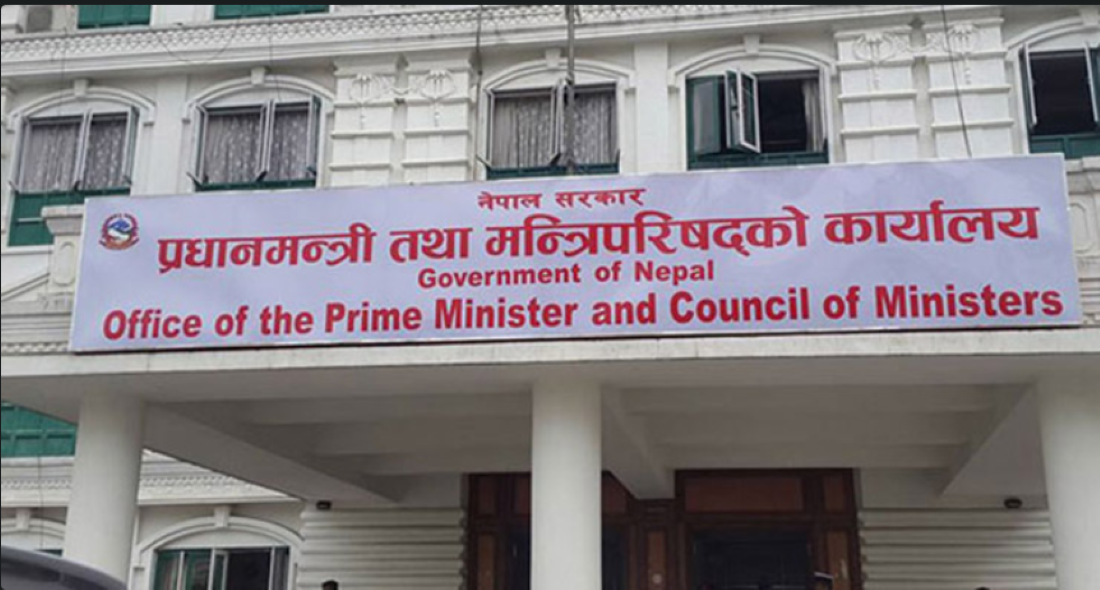 नेपाल सरकार
प्रधानमन्त्री तथा मन्त्रिपरिषद्को कार्यालय
Government of Nepal
Office of the Prime Minister and Council of Ministers